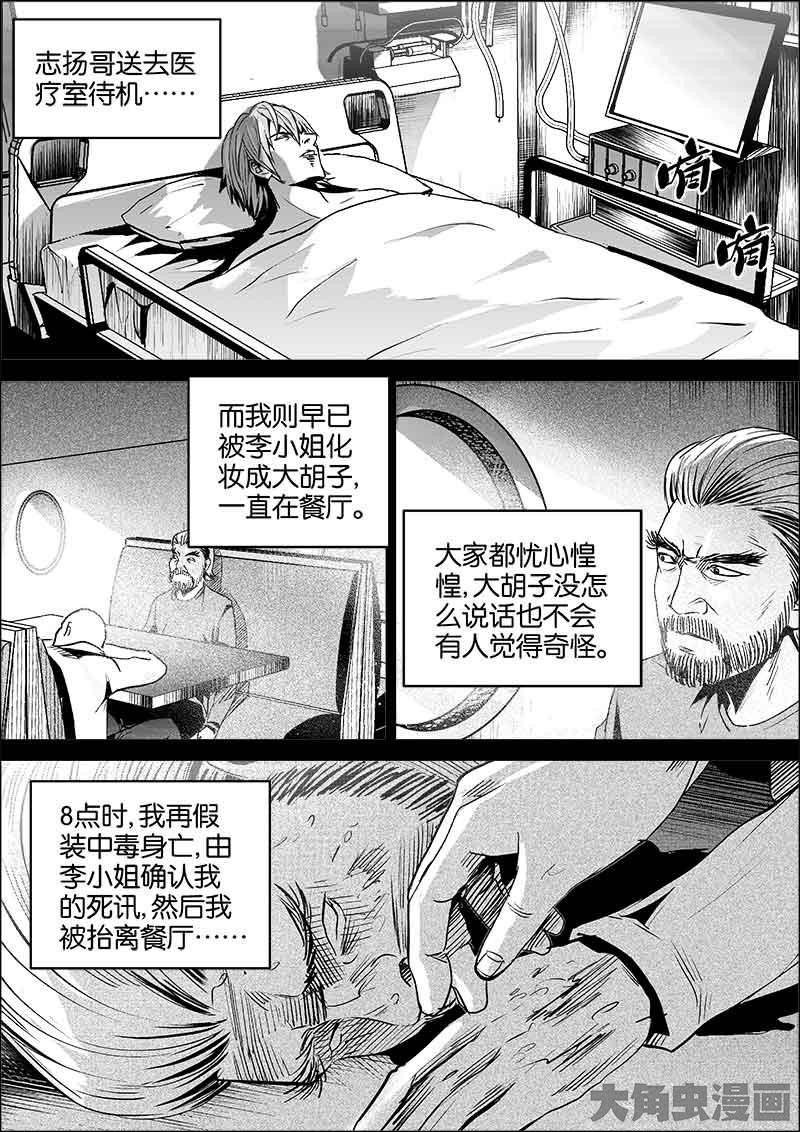 志扬哥送去医
疗室待机……
嘀
嘀
而我则早已
被李小姐化
妆成大胡子,
一直在餐厅。
大家都忧心惶
惶,大胡子没怎
么说话也不会
有人觉得奇怪。
8点时,我再假
装中毒身亡,由
李小姐确认我
的死讯,然后我
被抬离餐厅……
大角虫漫画